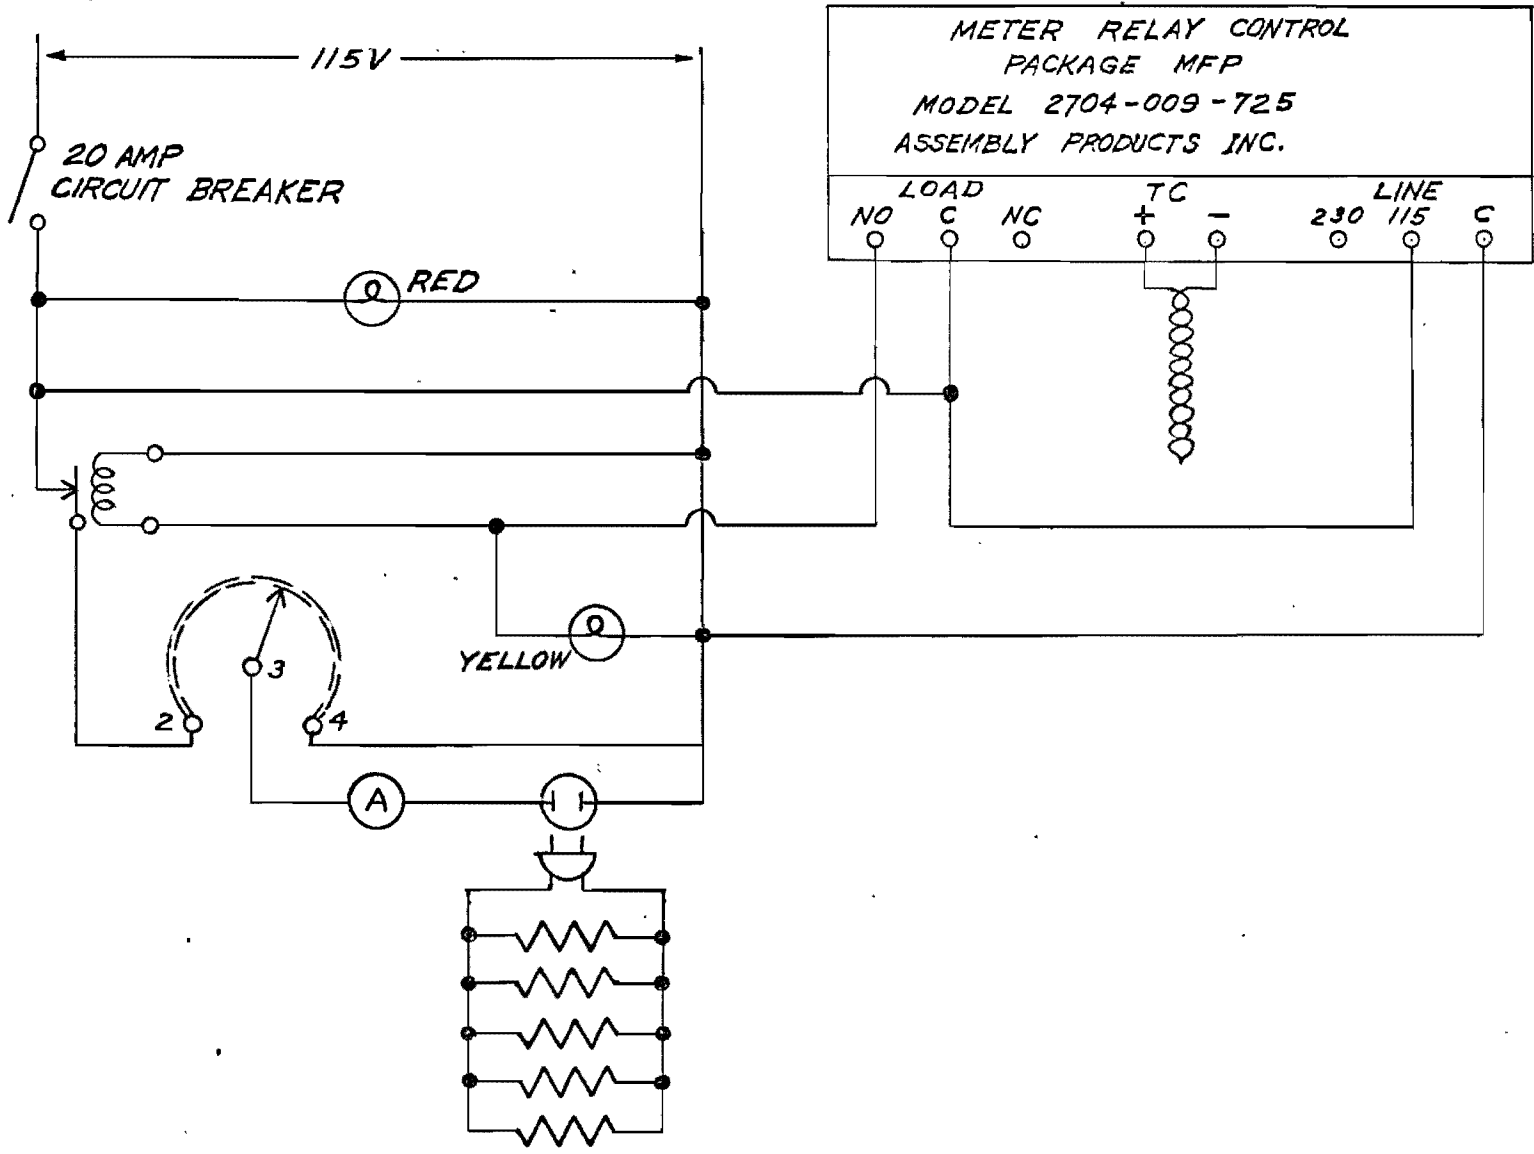 115V
20 AMP
CIRCUIT BREAKER
RED
METER RELAY CONTROL
PACKAGE MFP
MODEL 2704-009-725
ASSEMBLY PRODUCTS INC.
LOAD TC LINE
NO C NC + - 230 115 C
YELLOW
2 3 4
A